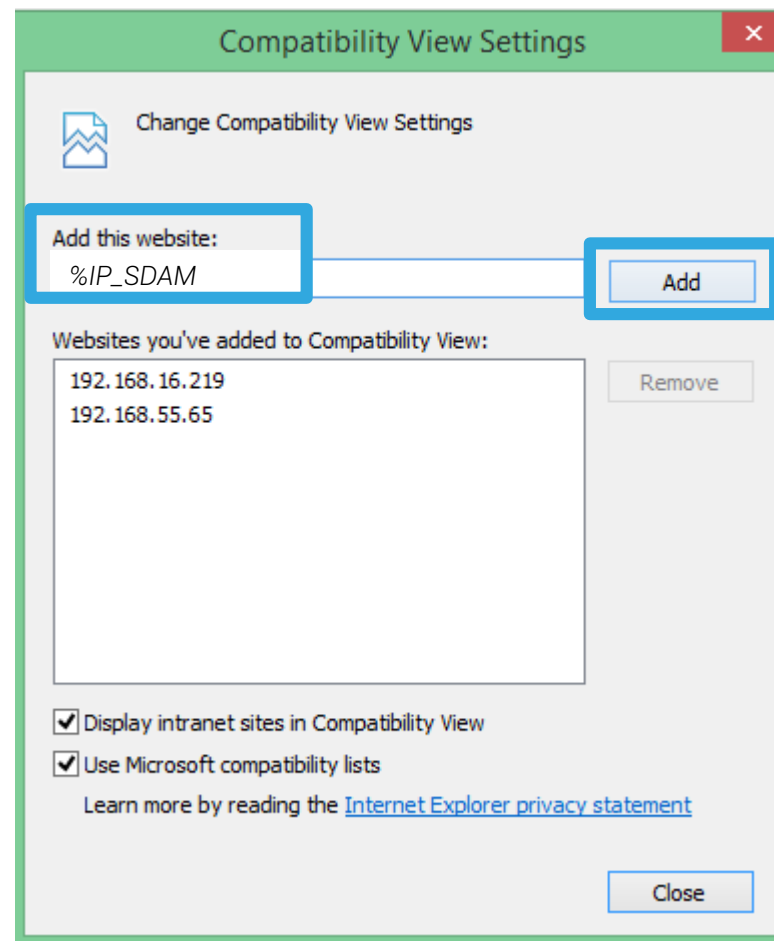 Compatibility View Settings
Change Compatibility View Settings
Add this website:
%IP_SDAM
Add
Websites you've added to Compatibility View:
192.168.16.219
192.168.55.65
Remove
Display intranet sites in Compatibility View
Use Microsoft compatibility lists
Learn more by reading the Internet Explorer privacy statement
Close